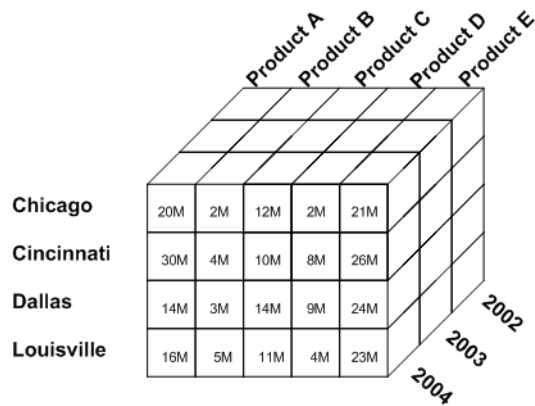 Product A
Product B
Product C
Product D
Product E
Chicago 20M 2M 12M 2M 21M
Cincinnati 30M 4M 10M 8M 26M
Dallas 14M 3M 14M 9M 24M
Louisville 16M 5M 11M 4M 23M
2002
2003
2004